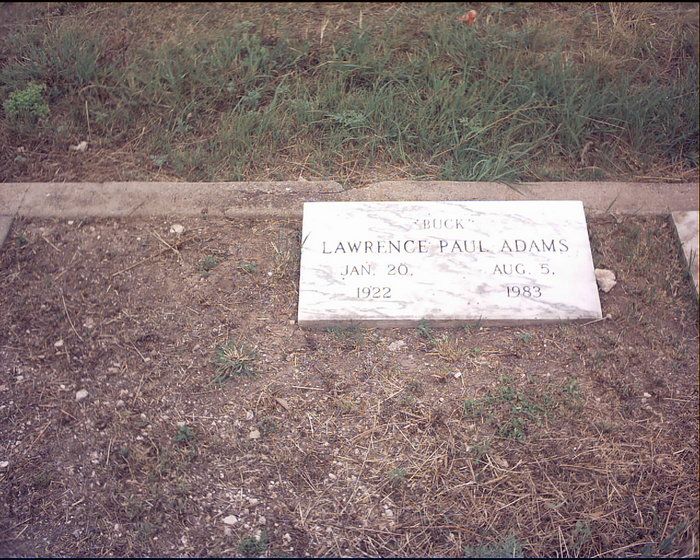 "BUCK"
LAWRENCE PAUL ADAMS
JAN. 20, AUG. 5,
1922 1983